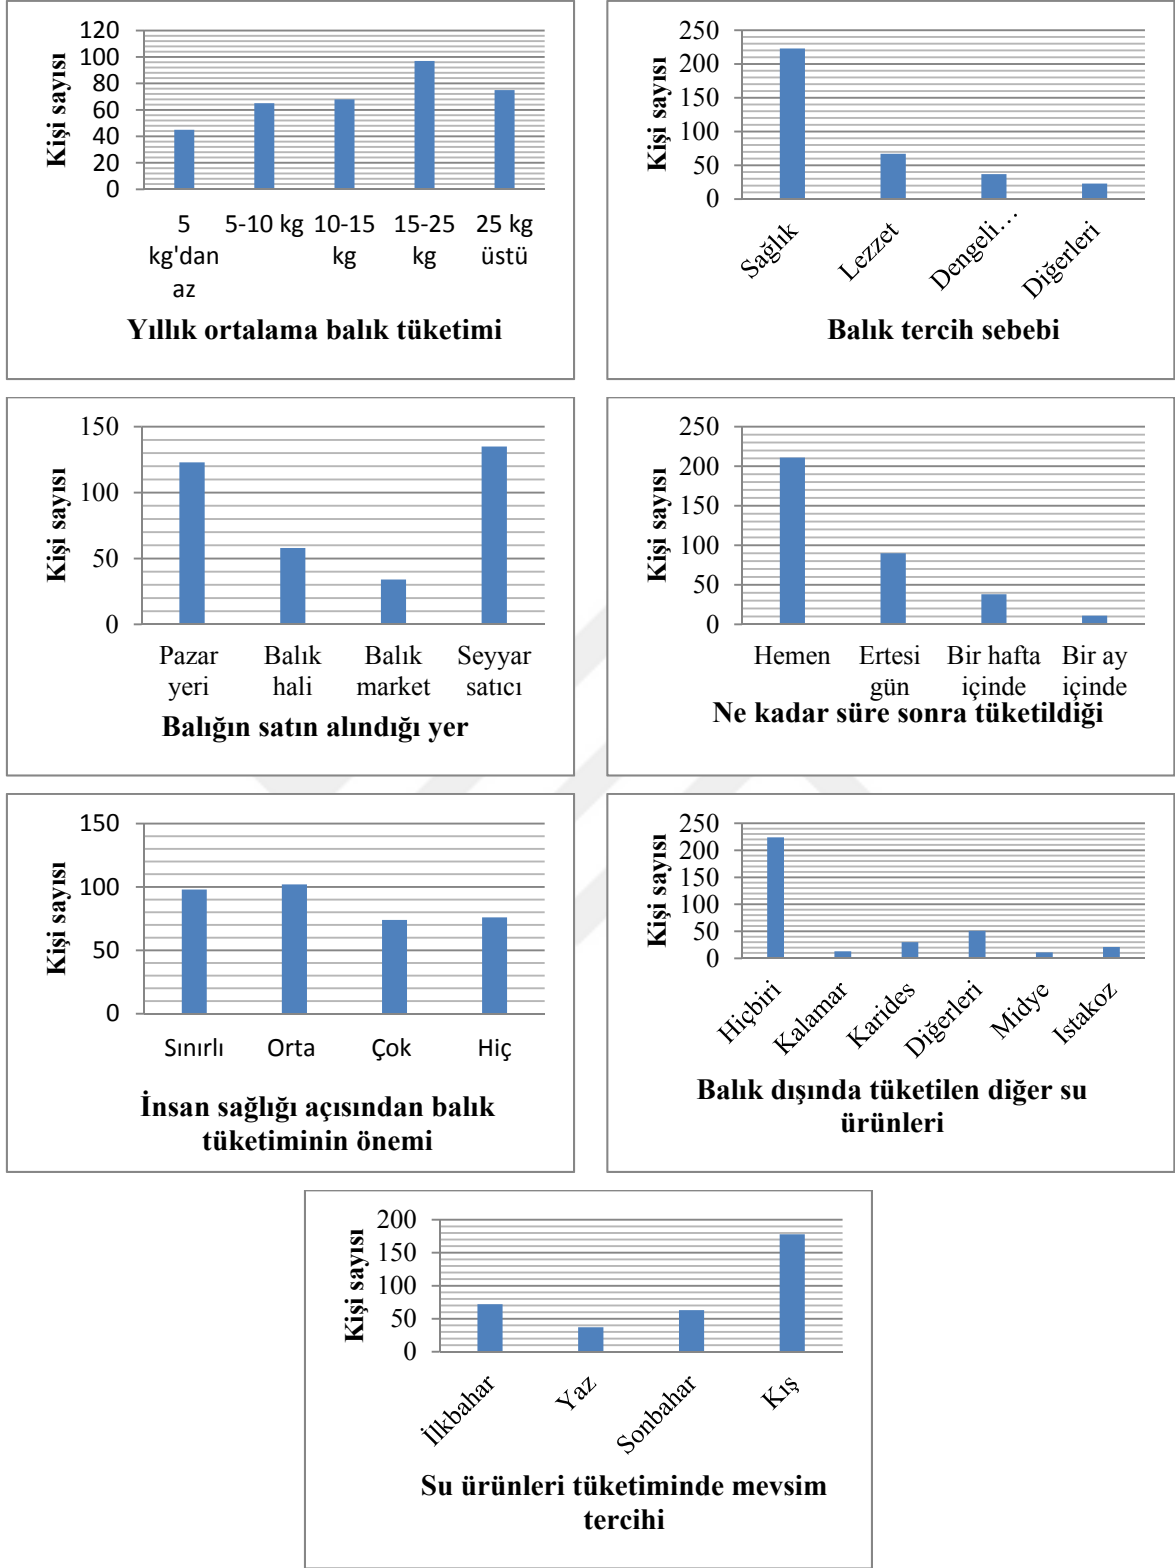 Kişi sayısı
120
100
80
60
40
20
0
5 kg'dan az
5-10 kg
10-15 kg
15-25 kg
25 kg üstü
Yıllık ortalama balık tüketimi
Kişi sayısı
250
200
150
100
50
0
Sağlık
Lezzet
Dengeli…
Diğerleri
Balık tercih sebebi
Kişi sayısı
150
100
50
0
Pazar yeri
Balık hali
Balık market
Seyyar satıcı
Balığın satın alındığı yer
Kişi sayısı
250
200
150
100
50
0
Hemen
Ertesi gün
Bir hafta içinde
Bir ay içinde
Ne kadar süre sonra tüketildiği
Kişi sayısı
150
100
50
0
Sınırlı
Orta
Çok
Hiç
İnsan sağlığı açısından balık
tüketiminin önemi
Kişi sayısı
250
200
150
100
50
0
Hiçbiri
Kalamar
Karides
Diğerleri
Midye
Istakoz
Balık dışında tüketilen diğer su
ürünleri
Kişi sayısı
200
150
100
50
0
İlkbahar
Yaz
Sonbahar
Kış
Su ürünleri tüketiminde mevsim
tercihi